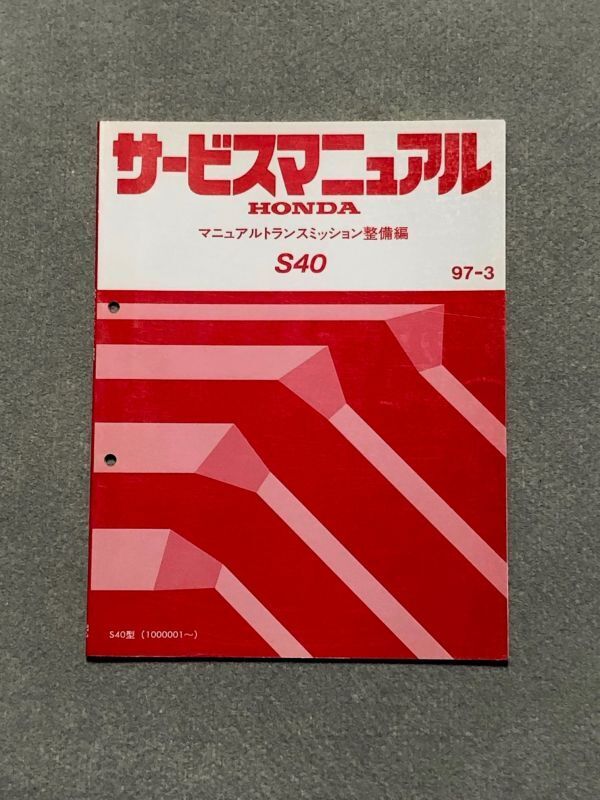 サービスマニュアル
HONDA
マニュアルトランスミッション整備編
S40
97-3
S40型 (1000001～)